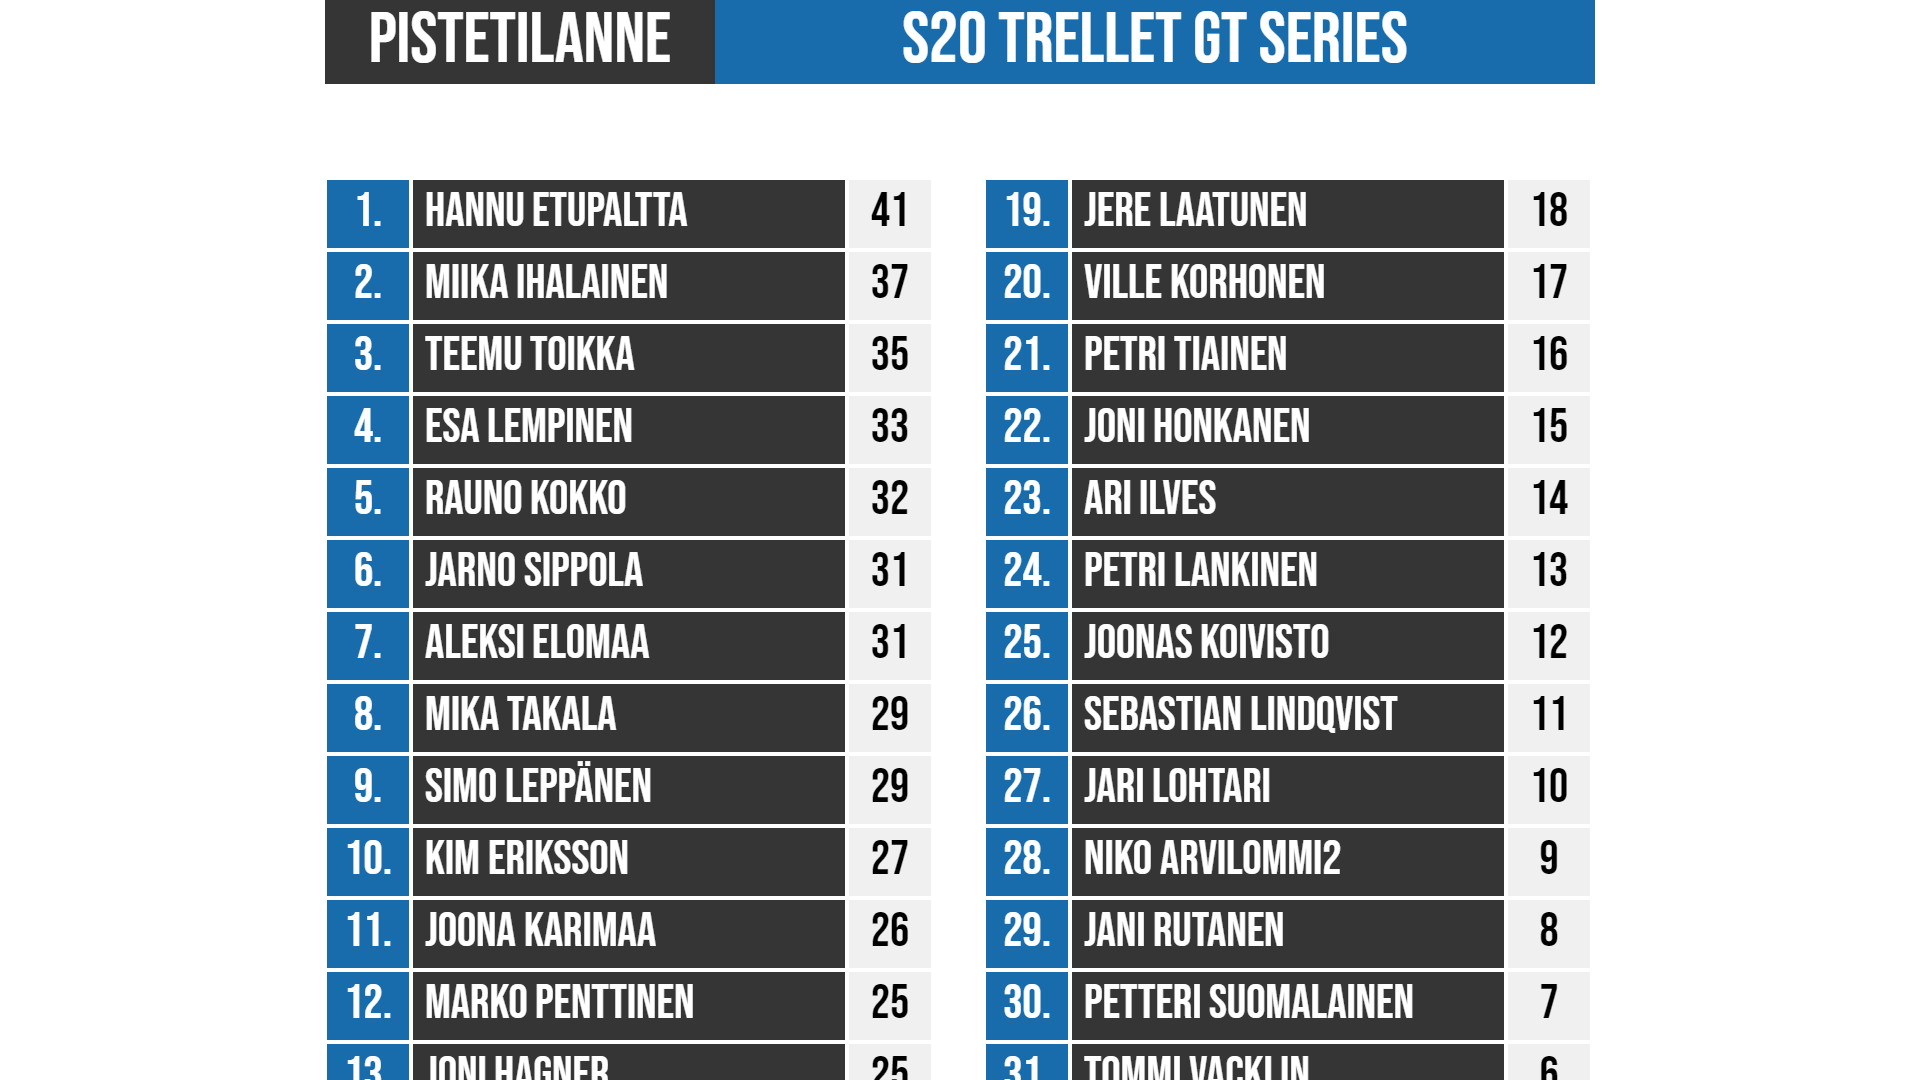 PISTETILANNE S20 TRELLET GT SERIES
1. HANNU ETUPALTTA 41
2. MIIKA IHALAINEN 37
3. TEEMU TOIKKA 35
4. ESA LEMPINEN 33
5. RAUNO KOKKO 32
6. JARNO SIPPOLA 31
7. ALEKSI ELOMAA 31
8. MIKA TAKALA 29
9. SIMO LEPPÄNEN 29
10. KIM ERIKSSON 27
11. JOONA KARIMAA 26
12. MARKO PENTTINEN 25
13. JONI HAGNER 25
19. JERE LAATUNEN 18
20. VILLE KORHONEN 17
21. PETRI TIAINEN 16
22. JONI HONKANEN 15
23. ARI ILVES 14
24. PETRI LANKINEN 13
25. JOONAS KOIVISTO 12
26. SEBASTIAN LINDQVIST 11
27. JARI LOHTARI 10
28. NIKO ARVILOMMI2 9
29. JANI RUTANEN 8
30. PETTERI SUOMALAINEN 7
31. TOMMI VACKLIN 6